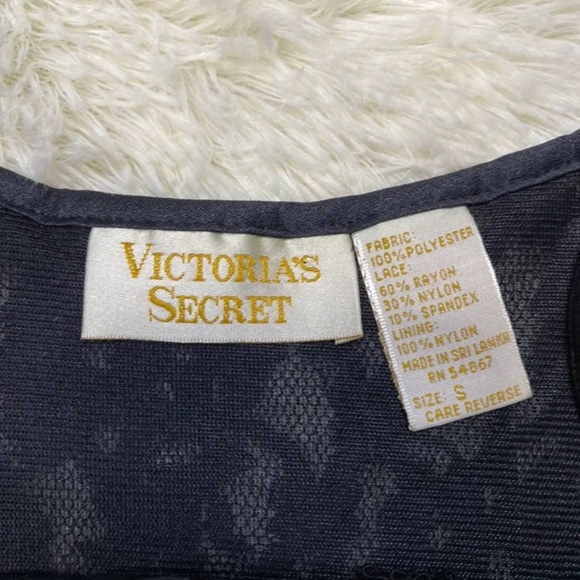 VICTORIA'S
SECRET
FABRIC:
100% POLYESTER
LACE:
60% RAYON
30% NYLON
10% SPANDEX
LINING:
100% NYLON
MADE IN SRI LANKA
RN 54867
SIZE: S
CARE REVERSE